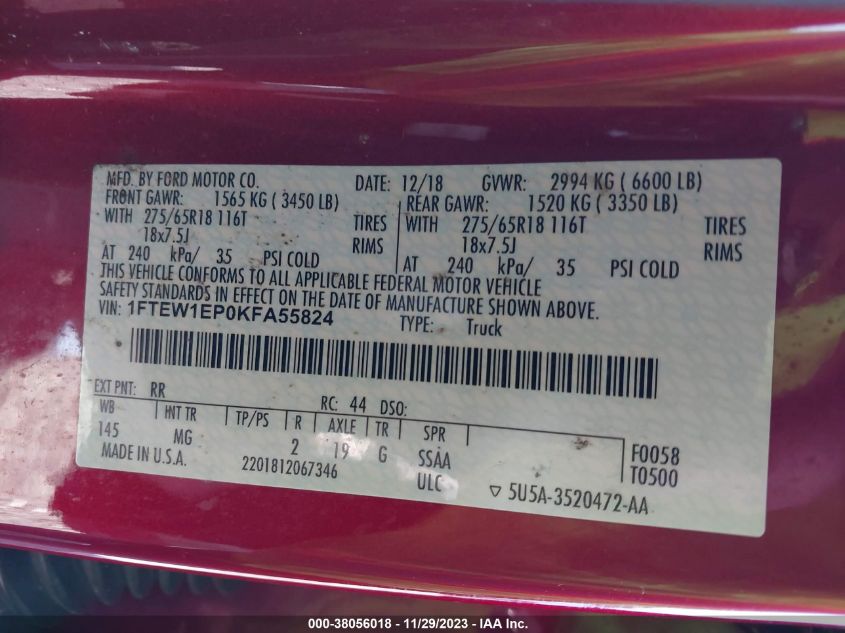 MFD. BY FORD MOTOR CO. DATE: 12/18 GVWR: 2994 KG ( 6600 LB)
FRONT GAWR: 1565 KG ( 3450 LB) REAR GAWR: 1520 KG ( 3350 LB)
WITH 275/65R18 116T TIRES WITH 275/65R18 116T TIRES
18x7.5J RIMS 18x7.5J RIMS
AT 240 kPa/ 35 PSI COLD AT 240 kPa/ 35 PSI COLD
THIS VEHICLE CONFORMS TO ALL APPLICABLE FEDERAL MOTOR VEHICLE
SAFETY STANDARDS IN EFFECT ON THE DATE OF MANUFACTURE SHOWN ABOVE.
VIN: 1FTEW1EP0KFA55824 TYPE: Truck
EXT PNT: RR RC: 44 DSO:
WB INT TR TP/PS R AXLE TR SPR
145 MG 2 19 G SSAA F0058
MADE IN U.S.A. 2201812067346 ULC T0500
▽ 5U5A-3520472-AA
000-38056018 - 11/29/2023 - IAA Inc.